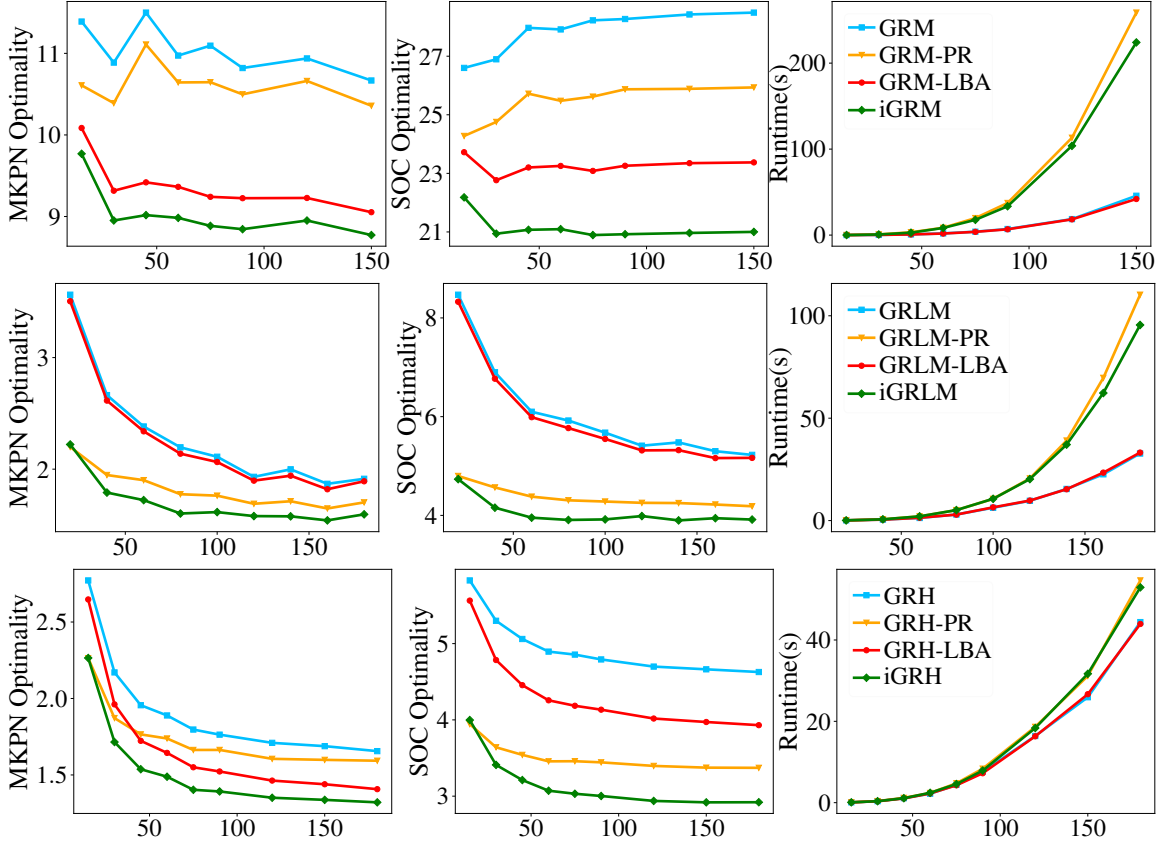 MKPN Optimality
11
10
9
50
100
150
SOC Optimality
27
25
23
21
50
100
150
Runtime(s)
200
100
0
50
100
150
GRM
GRM-PR
GRM-LBA
iGRM
MKPN Optimality
3
2
50
100
150
SOC Optimality
8
6
4
50
100
150
Runtime(s)
100
50
0
50
100
150
GRLM
GRLM-PR
GRLM-LBA
iGRLM
MKPN Optimality
2.5
2.0
1.5
50
100
150
SOC Optimality
5
4
3
50
100
150
Runtime(s)
40
20
0
50
100
150
GRH
GRH-PR
GRH-LBA
iGRH